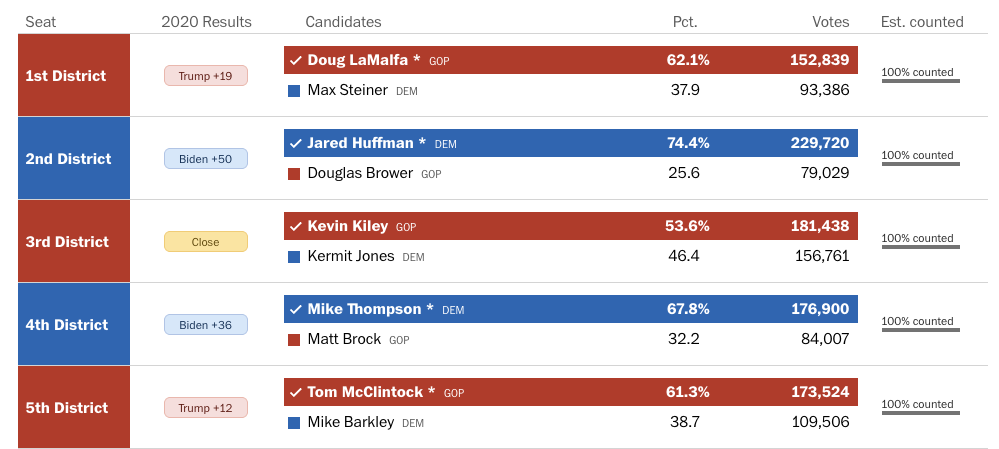 Seat 2020 Results Candidates Pct. Votes Est. counted
1st District Trump +19 ✓ Doug LaMalfa * GOP 62.1% 152,839 100% counted
Max Steiner DEM 37.9 93,386
2nd District Biden +50 ✓ Jared Huffman * DEM 74.4% 229,720 100% counted
Douglas Brower GOP 25.6 79,029
3rd District Close ✓ Kevin Kiley GOP 53.6% 181,438 100% counted
Kermit Jones DEM 46.4 156,761
4th District Biden +36 ✓ Mike Thompson * DEM 67.8% 176,900 100% counted
Matt Brock GOP 32.2 84,007
5th District Trump +12 ✓ Tom McClintock * GOP 61.3% 173,524 100% counted
Mike Barkley DEM 38.7 109,506